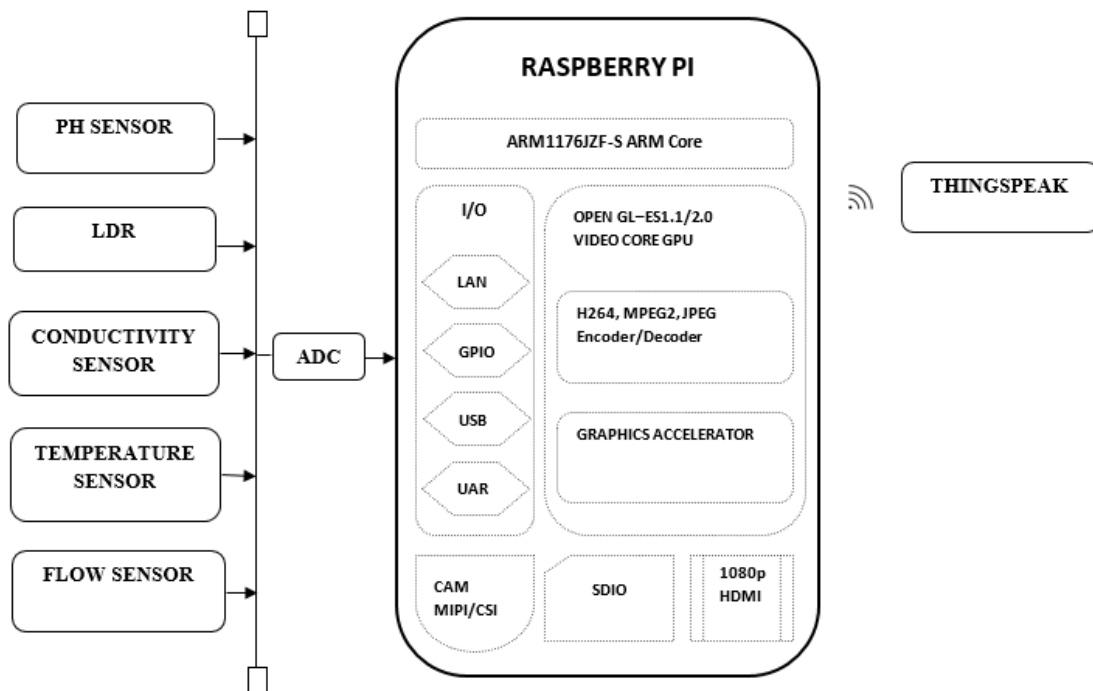 PH SENSOR
LDR
CONDUCTIVITY
SENSOR
TEMPERATURE
SENSOR
FLOW SENSOR
ADC
RASPBERRY PI
ARM1176JZF-S ARM Core
I/O
LAN
GPIO
USB
UAR
OPEN GL–ES1.1/2.0
VIDEO CORE GPU
H264, MPEG2, JPEG
Encoder/Decoder
GRAPHICS ACCELERATOR
CAM
MIPI/CSI
SDIO
1080p
HDMI
THINGSPEAK